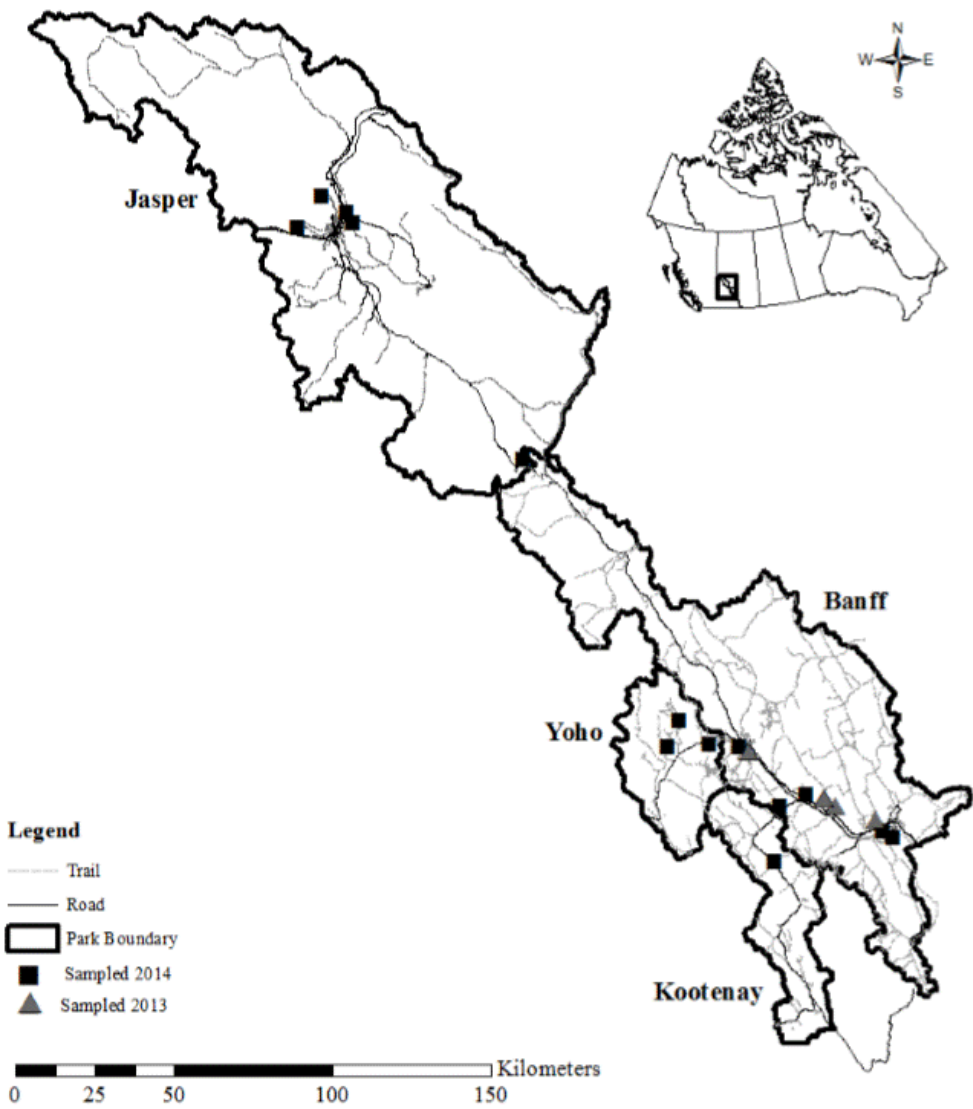 N
W E
S
Jasper
Banff
Yoho
Kootenay
Legend
Trail
Road
Park Boundary
Sampled 2014
Sampled 2013
Kilometers
0 25 50 100 150